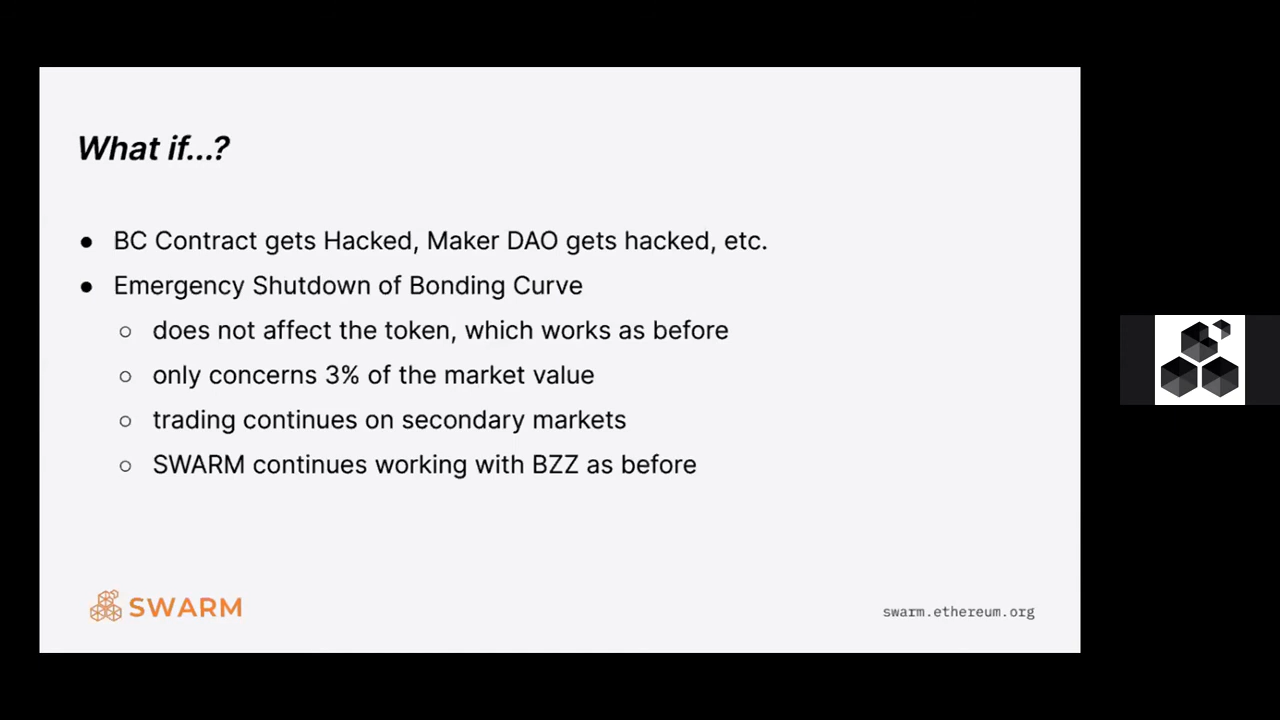 What if...?
● BC Contract gets Hacked, Maker DAO gets hacked, etc.
● Emergency Shutdown of Bonding Curve
○ does not affect the token, which works as before
○ only concerns 3% of the market value
○ trading continues on secondary markets
○ SWARM continues working with BZZ as before
SWARM
swarm.ethereum.org